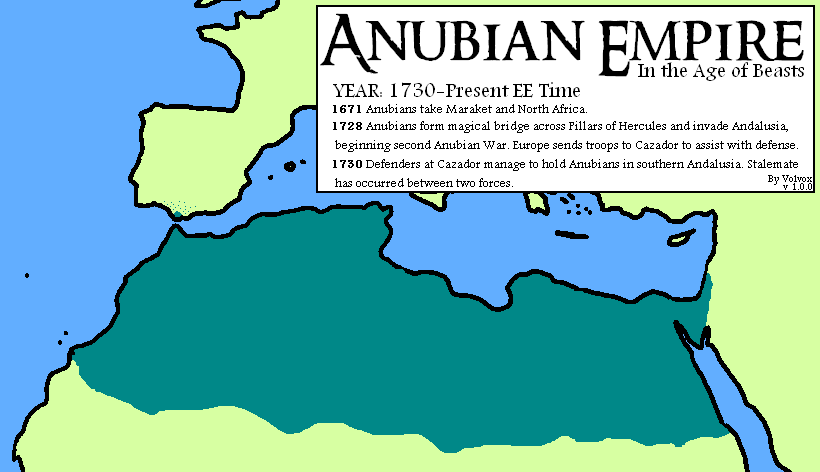 ANUBIAN EMPIRE
In the Age of Beasts
YEAR: 1730-Present EE Time
1671 Anubians take Maraket and North Africa.
1728 Anubians form magical bridge across Pillars of Hercules and invade Andalusia,
beginning second Anubian War. Europe sends troops to Cazador to assist with defense.
1730 Defenders at Cazador manage to hold Anubians in southern Andalusia. Stalemate
has occurred between two forces.
By Volvox
v 1.0.0